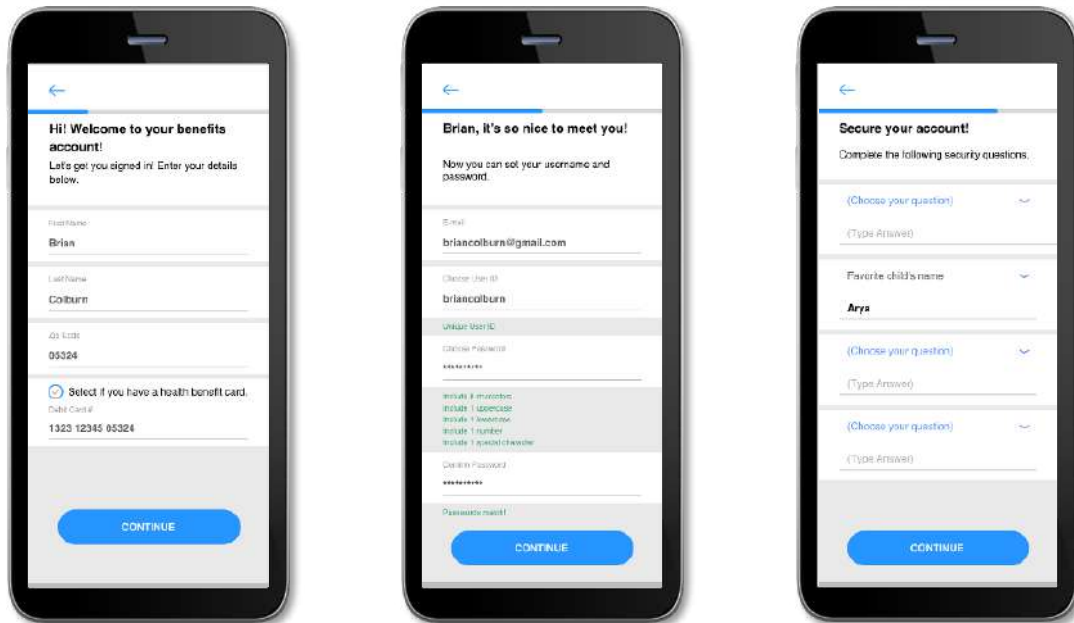 Hi! Welcome to your benefits
account!
Let's get you signed in! Enter your details
below.
First Name
Brian
Last Name
Colburn
Zip Code
05324
Select if you have a health benefit card.
Debit Card #
1323 12345 05324
CONTINUE
Brian, it's so nice to meet you!
Now you can set your username and
password.
E-mail
briancolburn@gmail.com
Choose User ID
briancolburn
Unique User ID
Choose Password
**********
Include 8 characters
Include 1 uppercase
Include 1 lowercase
Include 1 number
Include 1 special character
Confirm Password
**********
Passwords match!
CONTINUE
Secure your account!
Complete the following security questions.
(Choose your question)
(Type Answer)
Favorite child's name
Arya
(Choose your question)
(Type Answer)
(Choose your question)
(Type Answer)
CONTINUE